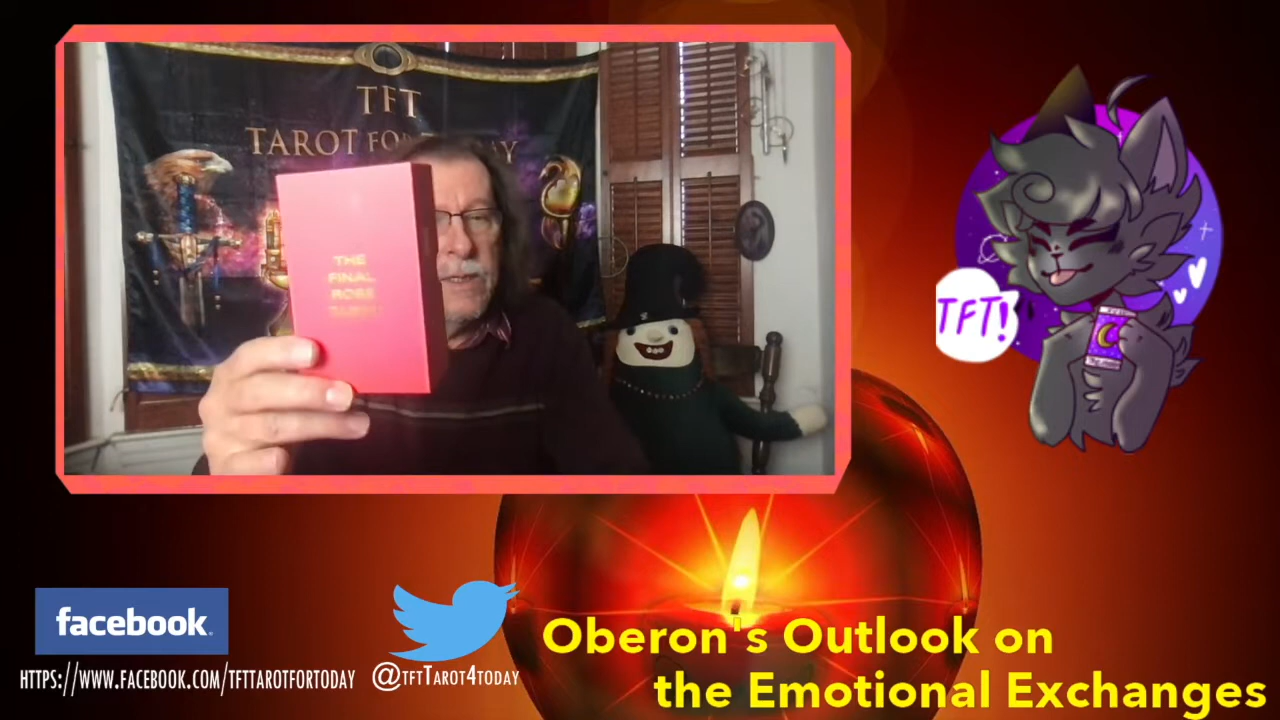 TFT
TAROT FOR
THE
FINAL
ROSE
TAROT
TFT!
facebook.
HTTPS://WWW.FACEBOOK.COM/TFTTAROTFORTODAY
@TFTTAROT4TODAY
Oberon's Outlook on
the Emotional Exchanges